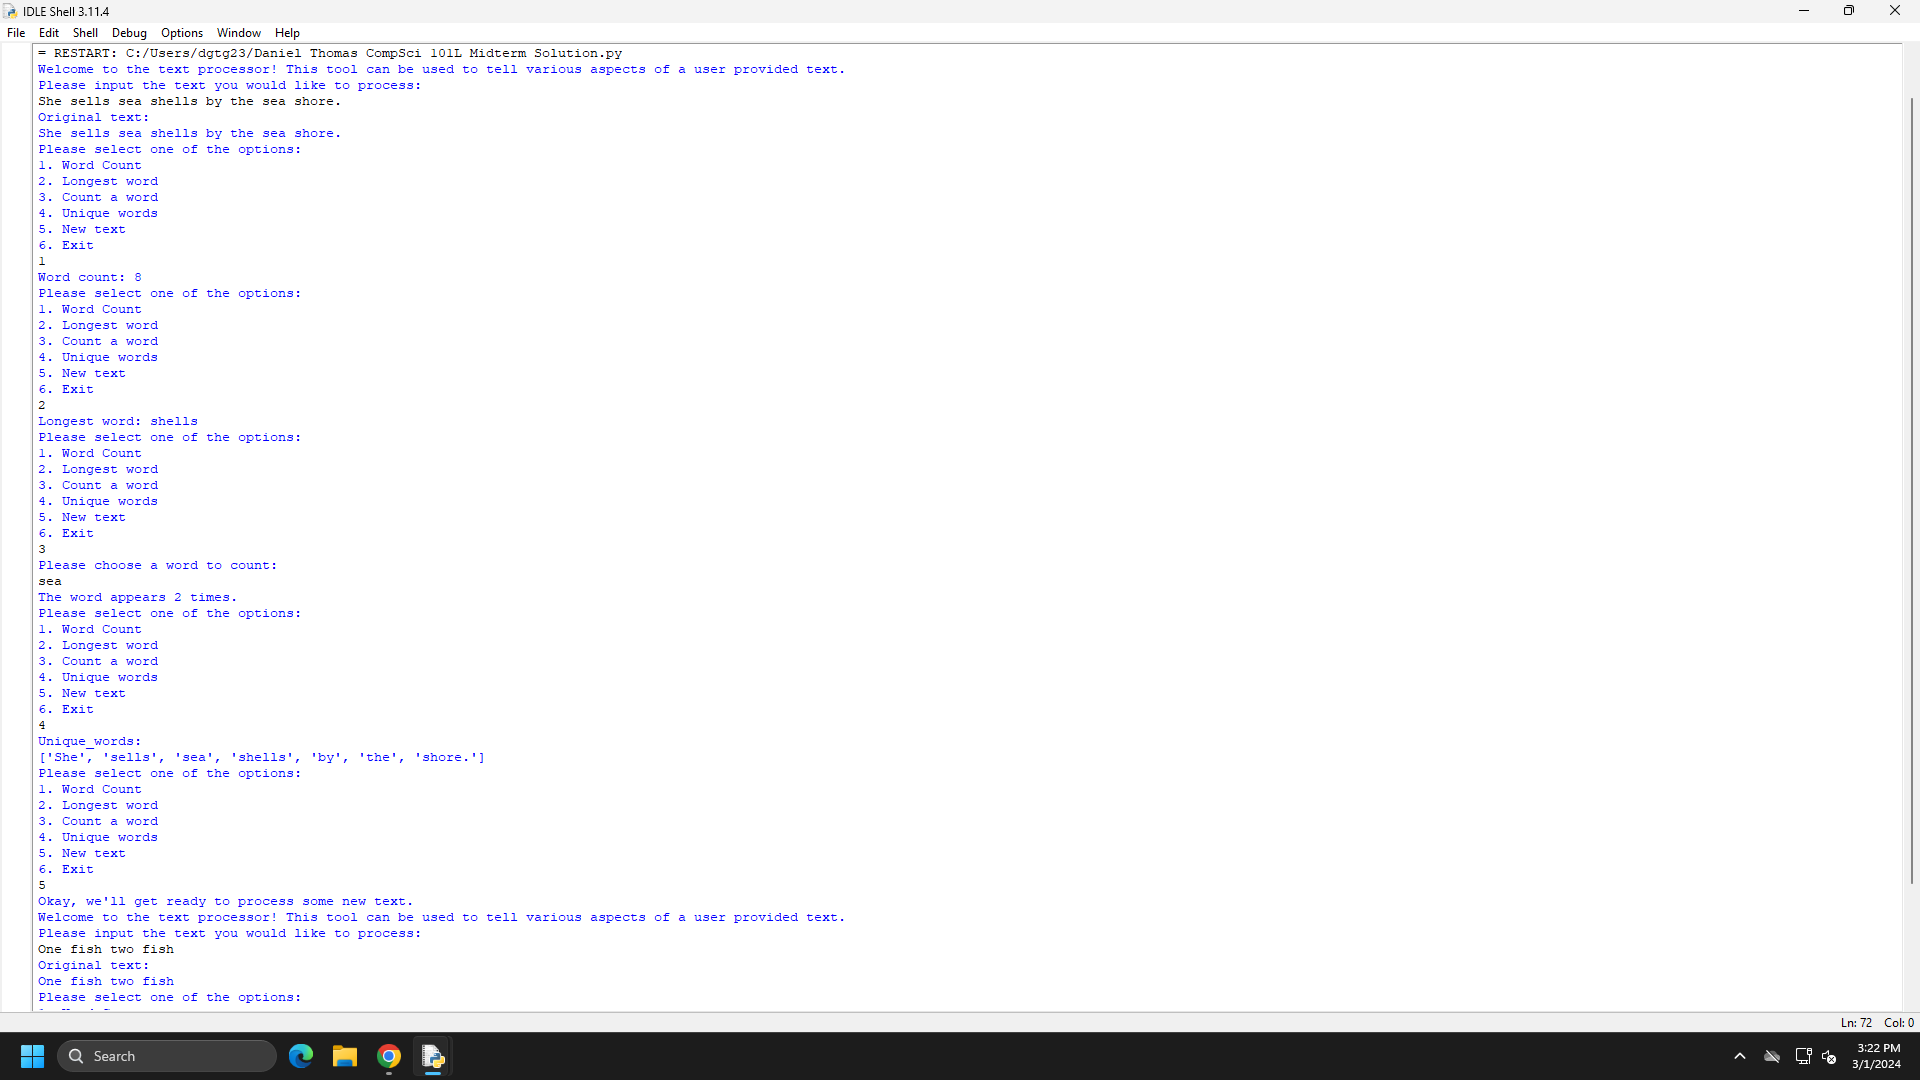 IDLE Shell 3.11.4
File Edit Shell Debug Options Window Help
= RESTART: C:/Users/dgtg23/Daniel Thomas CompSci 101L Midterm Solution.py
Welcome to the text processor! This tool can be used to tell various aspects of a user provided text.
Please input the text you would like to process:
She sells sea shells by the sea shore.
Original text:
She sells sea shells by the sea shore.
Please select one of the options:
1. Word Count
2. Longest word
3. Count a word
4. Unique words
5. New text
6. Exit
1
Word count: 8
Please select one of the options:
1. Word Count
2. Longest word
3. Count a word
4. Unique words
5. New text
6. Exit
2
Longest word: shells
Please select one of the options:
1. Word Count
2. Longest word
3. Count a word
4. Unique words
5. New text
6. Exit
3
Please choose a word to count:
sea
The word appears 2 times.
Please select one of the options:
1. Word Count
2. Longest word
3. Count a word
4. Unique words
5. New text
6. Exit
4
Unique_words:
['She', 'sells', 'sea', 'shells', 'by', 'the', 'shore.']
Please select one of the options:
1. Word Count
2. Longest word
3. Count a word
4. Unique words
5. New text
6. Exit
5
Okay, we'll get ready to process some new text.
Welcome to the text processor! This tool can be used to tell various aspects of a user provided text.
Please input the text you would like to process:
One fish two fish
Original text:
One fish two fish
Please select one of the options:
Ln: 72 Col: 0
Search
3:22 PM
3/1/2024